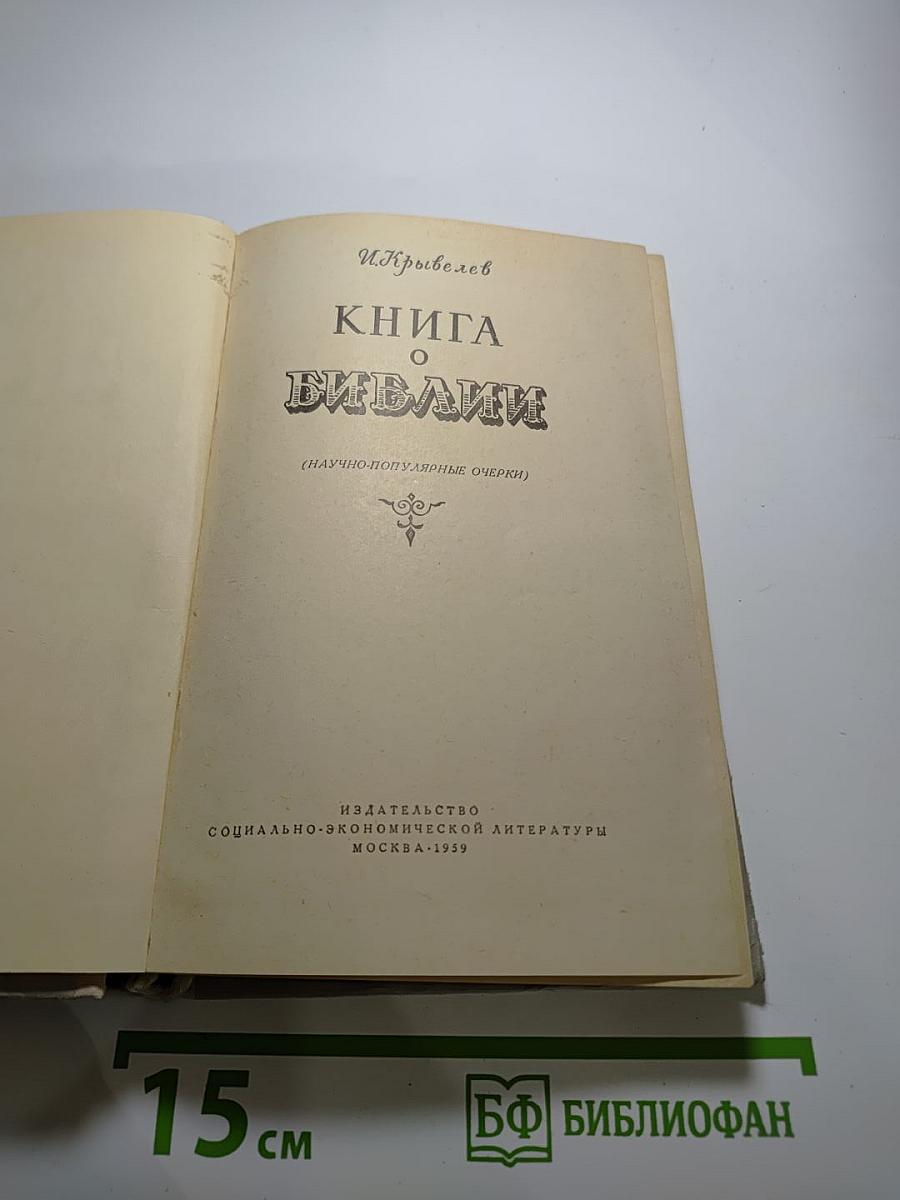 И. Крывелев
КНИГА
О
БИБЛИИ
(НАУЧНО-ПОПУЛЯРНЫЕ ОЧЕРКИ)
ИЗДАТЕЛЬСТВО
СОЦИАЛЬНО-ЭКОНОМИЧЕСКОЙ ЛИТЕРАТУРЫ
МОСКВА·1959
15 см
БФ БИБЛИОФАН